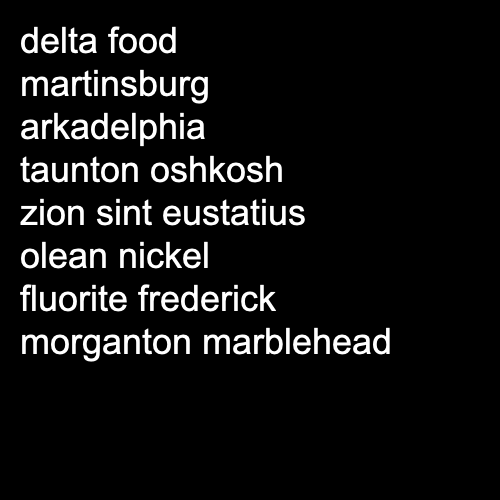 delta food
martinsburg
arkadelphia
taunton oshkosh
zion sint eustatius
olean nickel
fluorite frederick
morganton marblehead